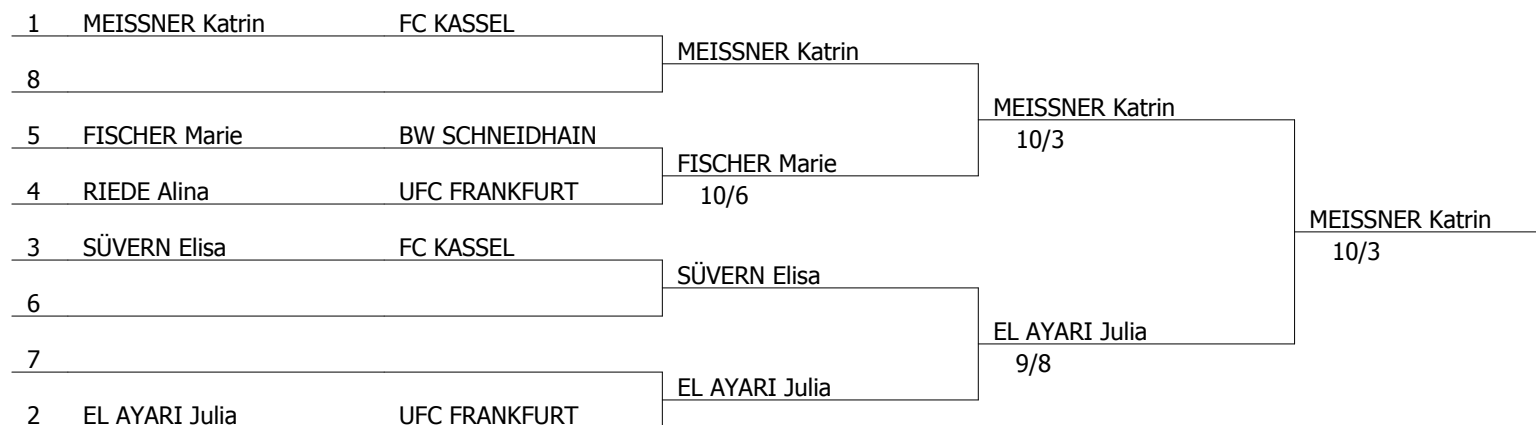 1 MEISSNER Katrin FC KASSEL
MEISSNER Katrin
8
MEISSNER Katrin
10/3
5 FISCHER Marie BW SCHNEIDHAIN
FISCHER Marie
10/6
4 RIEDE Alina UFC FRANKFURT
MEISSNER Katrin
10/3
3 SÜVERN Elisa FC KASSEL
SÜVERN Elisa
6
EL AYARI Julia
9/8
7
EL AYARI Julia
2 EL AYARI Julia UFC FRANKFURT